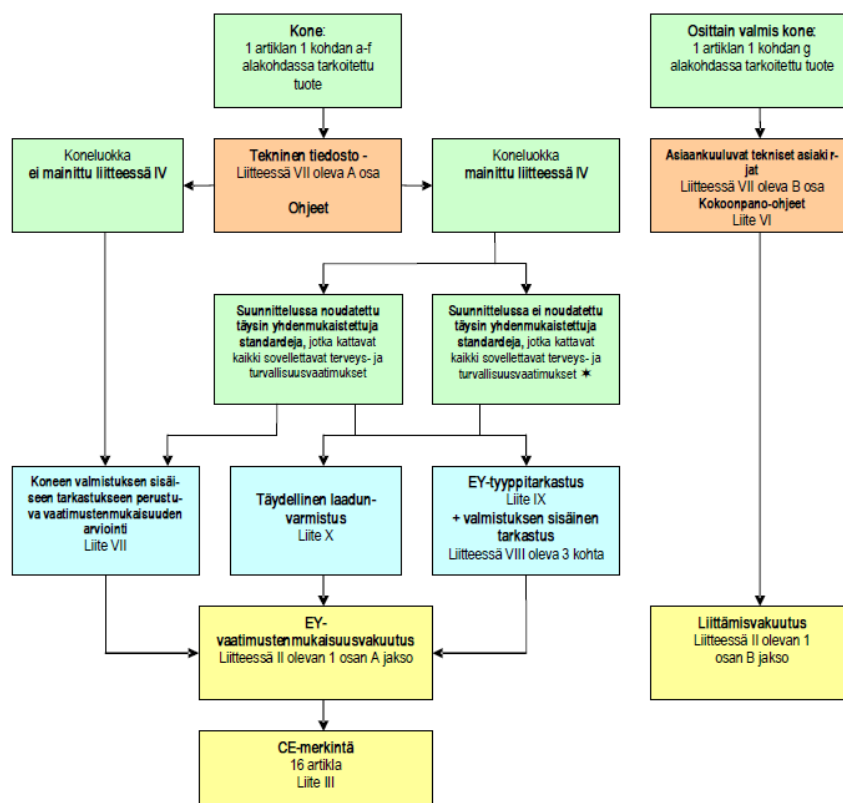 Kone:
1 artiklan 1 kohdan a-f
alakohdassa tarkoitettu
tuote
Osittain valmis kone:
1 artiklan 1 kohdan g
alakohdassa tarkoitettu tuote
Koneluokka
ei mainittu liitteessä IV
Tekninen tiedosto -
Liitteessä VII oleva A osa
Ohjeet
Koneluokka
mainittu liitteessä IV
Asiaankuuluvat tekniset asiakirj-
jat
Liitteessä VII oleva B osa
Kokoonpano-ohjeet
Liite VI
Suunnittelussa noudatettu
täysin yhdenmukaistettuja
standardeja, jotka kattavat
kaikki sovellettavat terveys- ja
turvallisuusvaatimukset
Suunnittelussa ei noudatettu
täysin yhdenmukaistettuja
standardeja, jotka kattavat
kaikki sovellettavat terveys- ja
turvallisuusvaatimukset ✶
Koneen valmistuksen sisäi-
seen tarkastukseen perustu-
va vaatimustenmukaisuuden
arviointi
Liite VII
Täydellinen laadun-
varmistus
Liite X
EY-tyyppitarkastus
Liite IX
+ valmistuksen sisäinen
tarkastus
Liitteessä VIII oleva 3 kohta
EY-
vaatimustenmukaisuusvakuutus
Liitteessä II olevan 1 osan A jakso
Liittämisvakuutus
Liitteessä II olevan 1
osan B jakso
CE-merkintä
16 artikla
Liite III